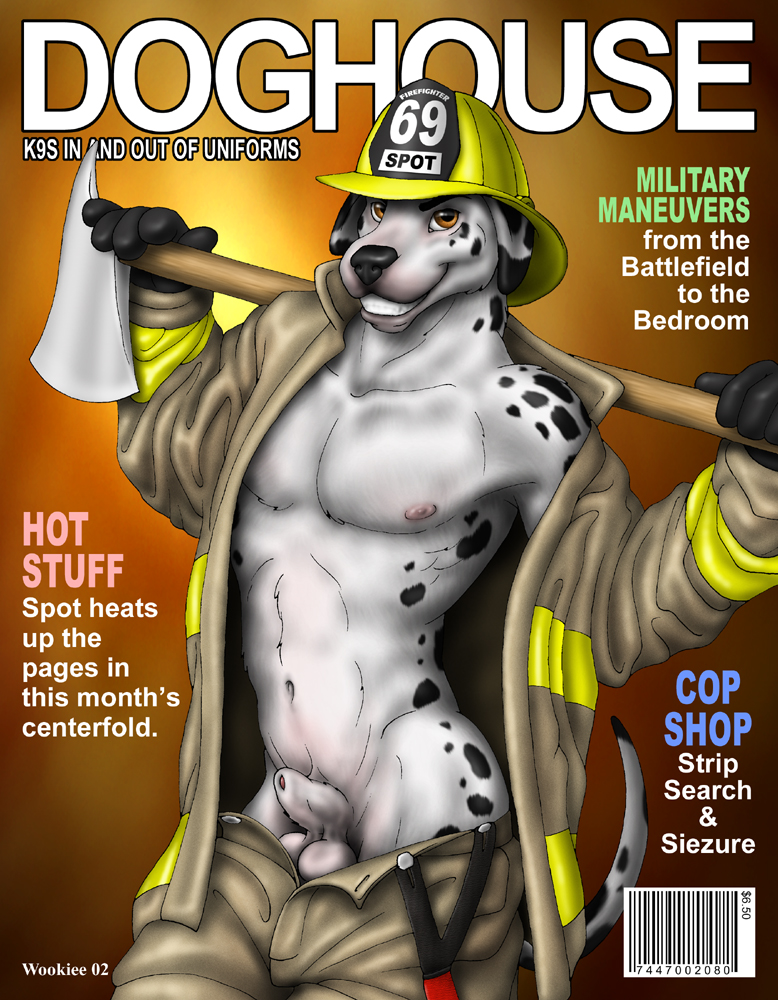 DOGHOUSE
K9S IN AND OUT OF UNIFORMS
FIREFIGHTER
69
SPOT
MILITARY
MANEUVERS
from the
Battlefield
to the
Bedroom
HOT
STUFF
Spot heats
up the
pages in
this month's
centerfold.
COP
SHOP
Strip
Search
&
Siezure
$6.50
7447002080
Wookiee 02